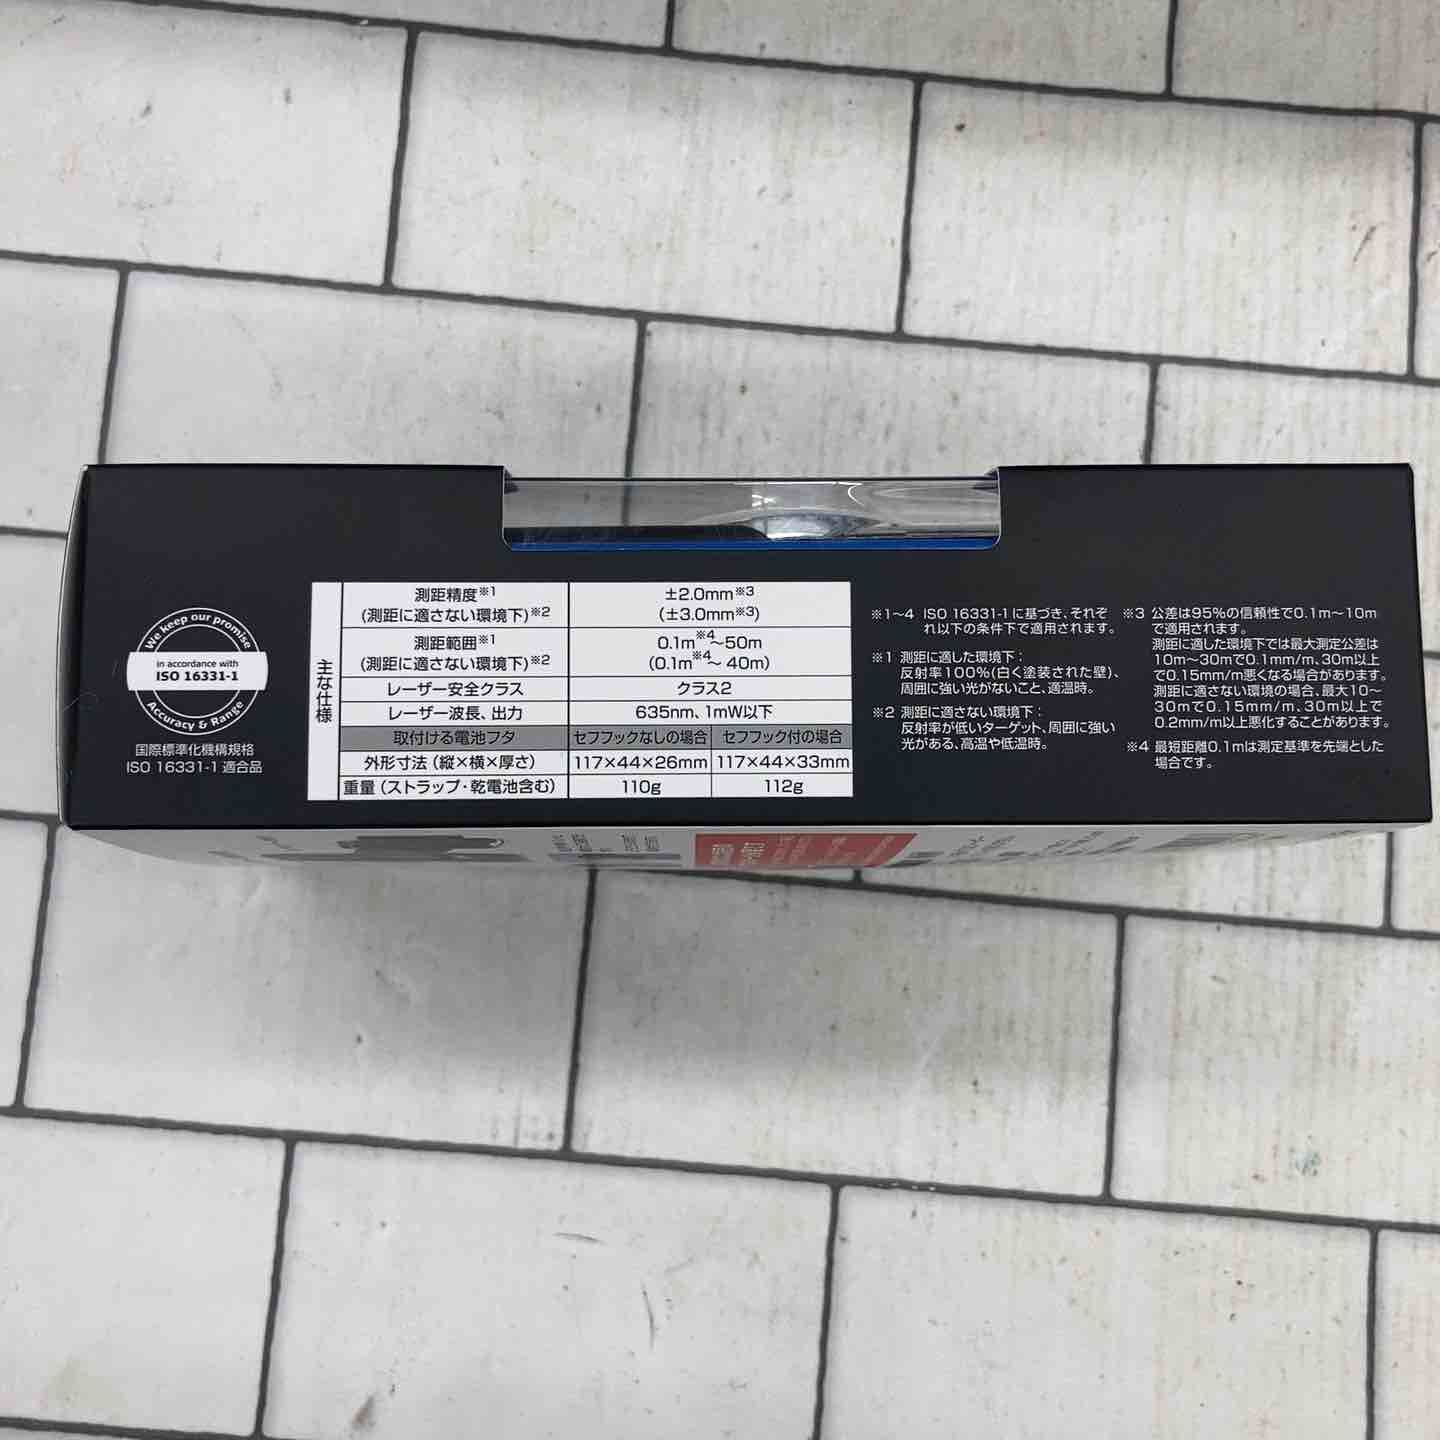 We keep our promise
in accordance with
ISO 16331-1
Accuracy & Range
国際標準化機構規格
ISO 16331-1 適合品
主な仕様
測距精度※1 ±2.0mm※3
(測距に適さない環境下)※2 (±3.0mm※3)
測距範囲※1 0.1m※4~50m
(測距に適さない環境下)※2 (0.1m※4~40m)
レーザー安全クラス クラス2
レーザー波長、出力 635nm、1mW以下
取付ける電池フタ セフフックなしの場合 セフフック付の場合
外形寸法(縦×横×厚さ) 117×44×26mm 117×44×33mm
重量(ストラップ・乾電池含む) 110g 112g
※1~4 ISO 16331-1に基づき、それぞ
れ以下の条件下で適用されます。
※1 測距に適した環境下:
反射率100%(白く塗装された壁)、
周囲に強い光がないこと、適温時。
※2 測距に適さない環境下:
反射率が低いターゲット、周囲に強い
光がある、高温や低温時。
※3 公差は95%の信頼性で0.1m~10m
で適用されます。
測距に適した環境下では最大測定公差は
10m~30mで0.1mm/m、30m以上
で0.15mm/m悪くなる場合があります。
測距に適さない環境の場合、最大10~
30mで0.15mm/m、30m以上で
0.2mm/m以上悪化することがあります。
※4 最短距離0.1mは測定基準を先端とした
場合です。